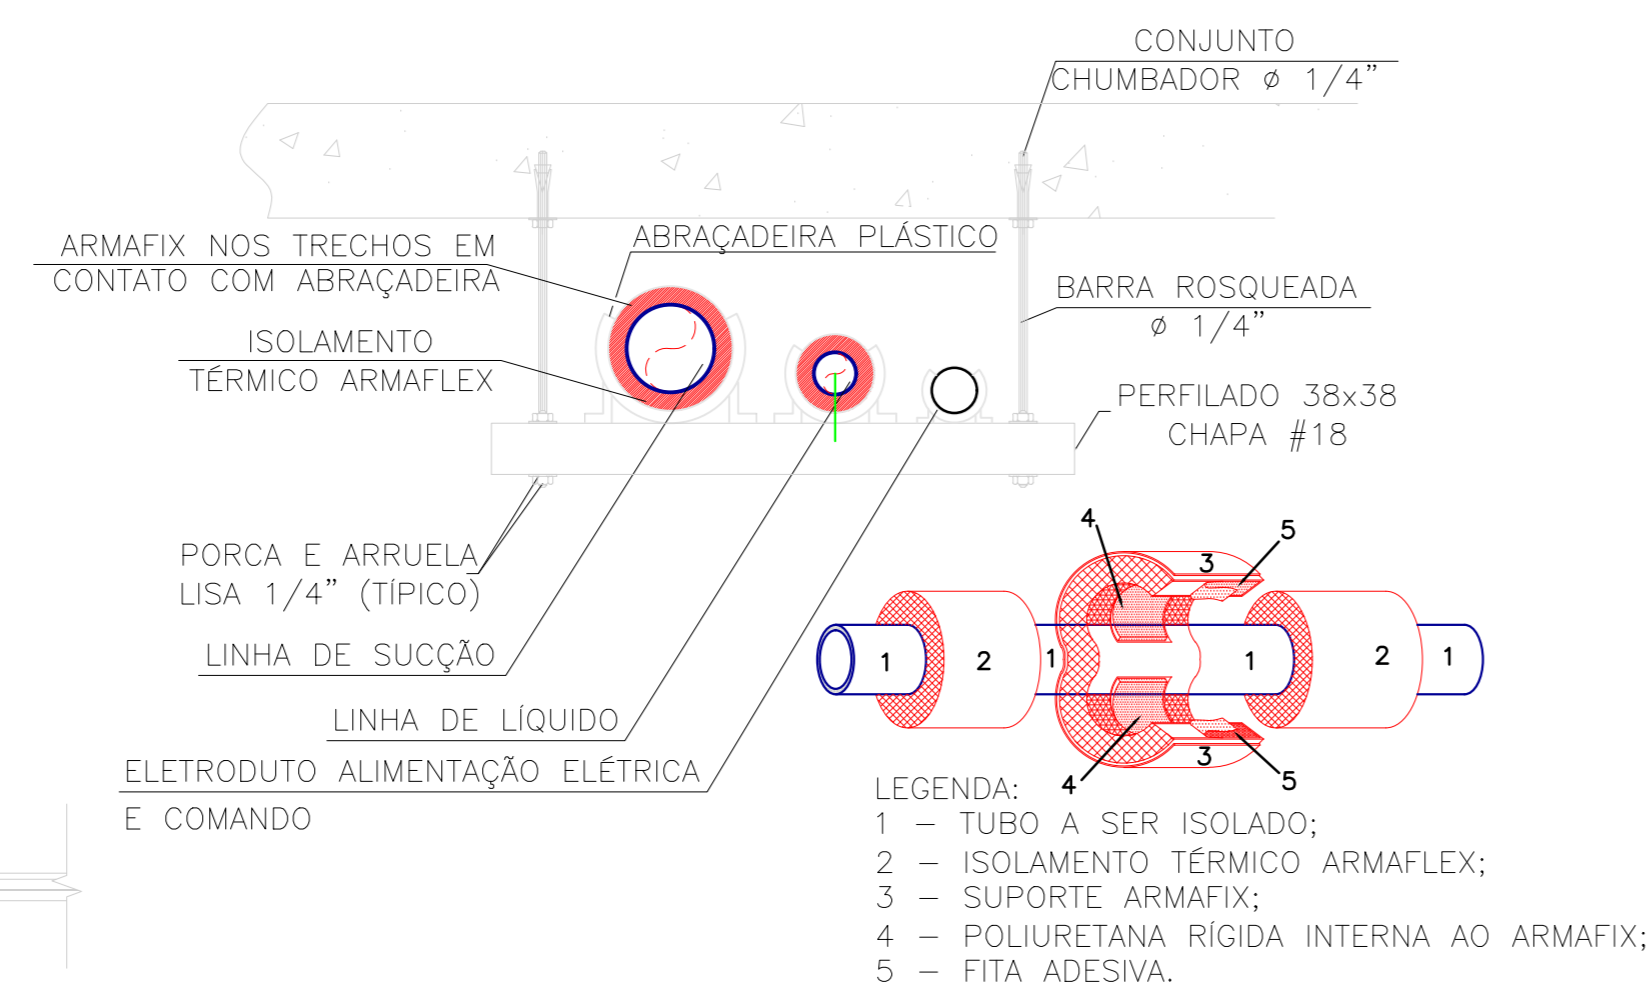 CONJUNTO
CHUMBADOR ø 1/4”
ARMAFIX NOS TRECHOS EM
CONTATO COM ABRAÇADEIRA
ABRAÇADEIRA PLÁSTICO
BARRA ROSQUEADA
ø 1/4”
ISOLAMENTO
TÉRMICO ARMAFLEX
PERFILADO 38x38
CHAPA #18
PORCA E ARRUELA
LISA 1/4” (TÍPICO)
LINHA DE SUCÇÃO
LINHA DE LÍQUIDO
ELETRODUTO ALIMENTAÇÃO ELÉTRICA
E COMANDO
4
5
3
1
2
1
1
2
1
3
4
5
LEGENDA:
1 – TUBO A SER ISOLADO;
2 – ISOLAMENTO TÉRMICO ARMAFLEX;
3 – SUPORTE ARMAFIX;
4 – POLIURETANA RÍGIDA INTERNA AO ARMAFIX;
5 – FITA ADESIVA.